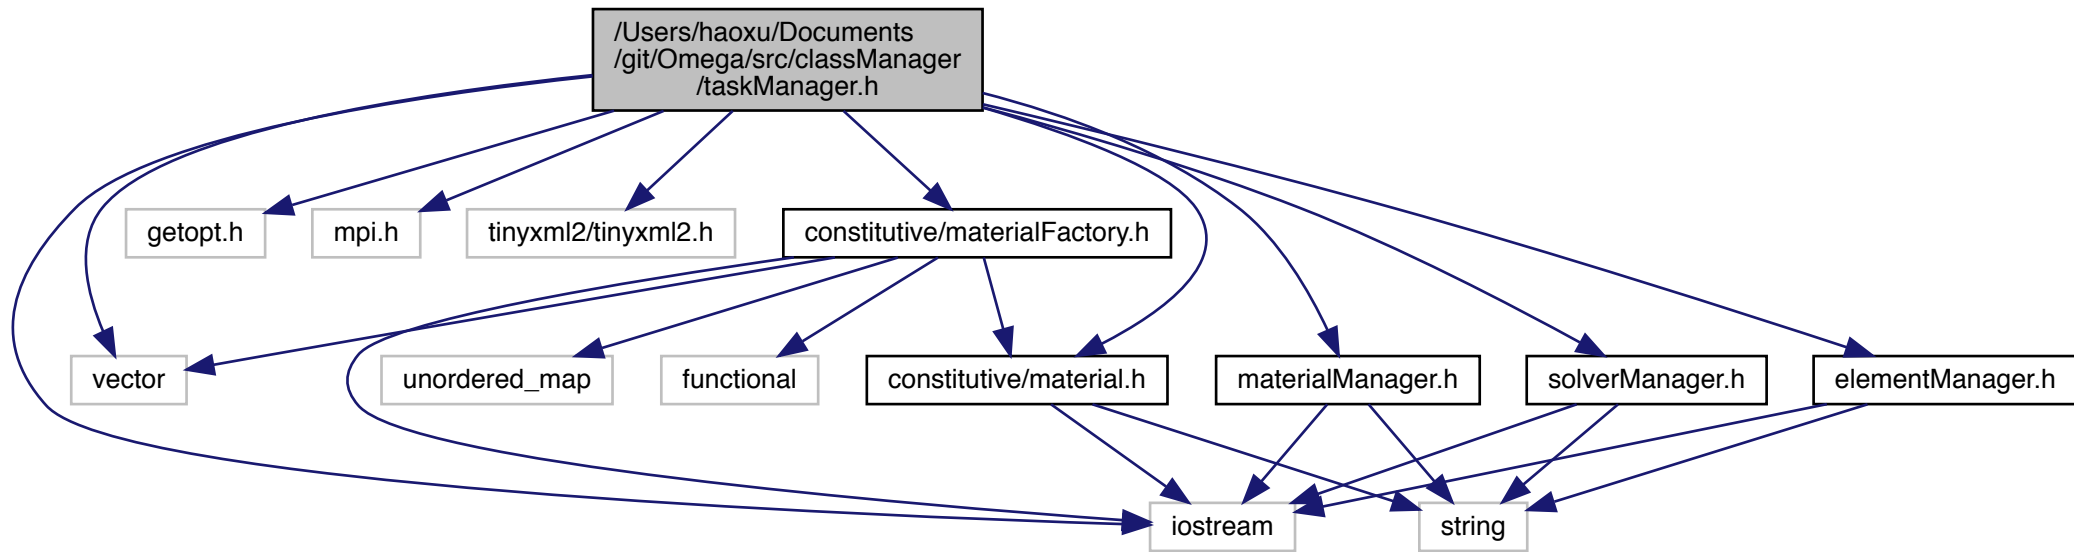 /Users/haoxu/Documents
/git/Omega/src/classManager
/taskManager.h
getopt.h
mpi.h
tinyxml2/tinyxml2.h
constitutive/materialFactory.h
vector
unordered_map
functional
constitutive/material.h
materialManager.h
solverManager.h
elementManager.h
iostream
string